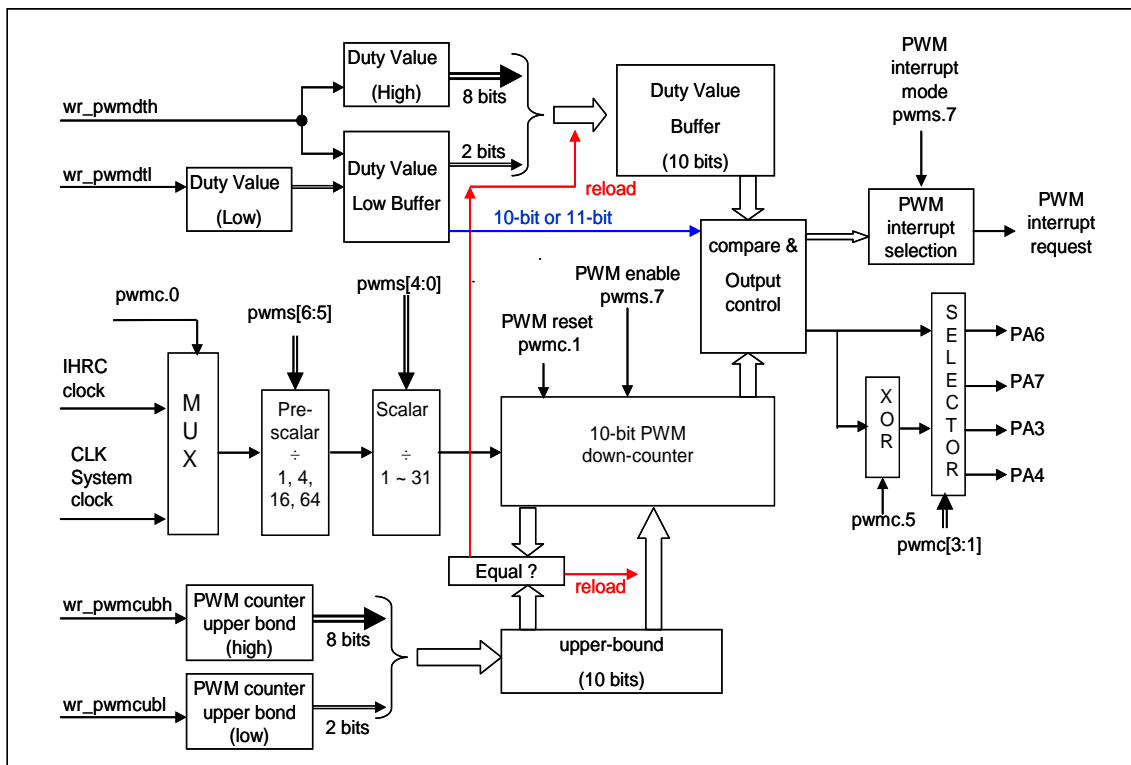 wr_pwmdth
wr_pwmdtl
Duty Value
(High)
8 bits
Duty Value
(Low)
Duty Value
Low Buffer
2 bits
reload
10-bit or 11-bit
Duty Value
Buffer
(10 bits)
PWM
interrupt
mode
pwms.7
compare &
Output
control
PWM
interrupt
selection
PWM
interrupt
request
pwmc.0
IHRC
clock
CLK
System
clock
MUX
pwms[6:5]
Pre-
scalar
÷
1, 4,
16, 64
pwms[4:0]
Scalar
÷
1 ~ 31
PWM reset
pwmc.1
PWM enable
pwms.7
10-bit PWM
down-counter
XOR
pwmc.5
SELECTOR
pwmc[3:1]
PA6
PA7
PA3
PA4
Equal ?
reload
wr_pwmcubh
PWM counter
upper bond
(high)
8 bits
wr_pwmcubl
PWM counter
upper bond
(low)
2 bits
upper-bound
(10 bits)